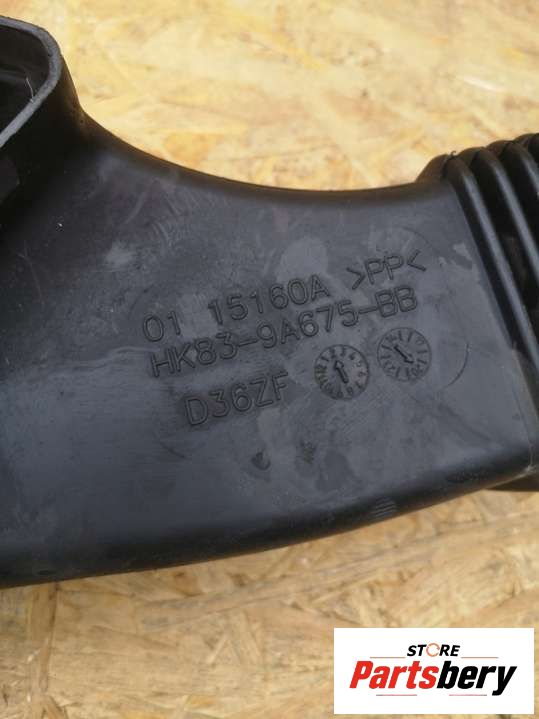 01 15160A >PP<
HK83-9A675-BB
D36ZF
STORE
Partsbery